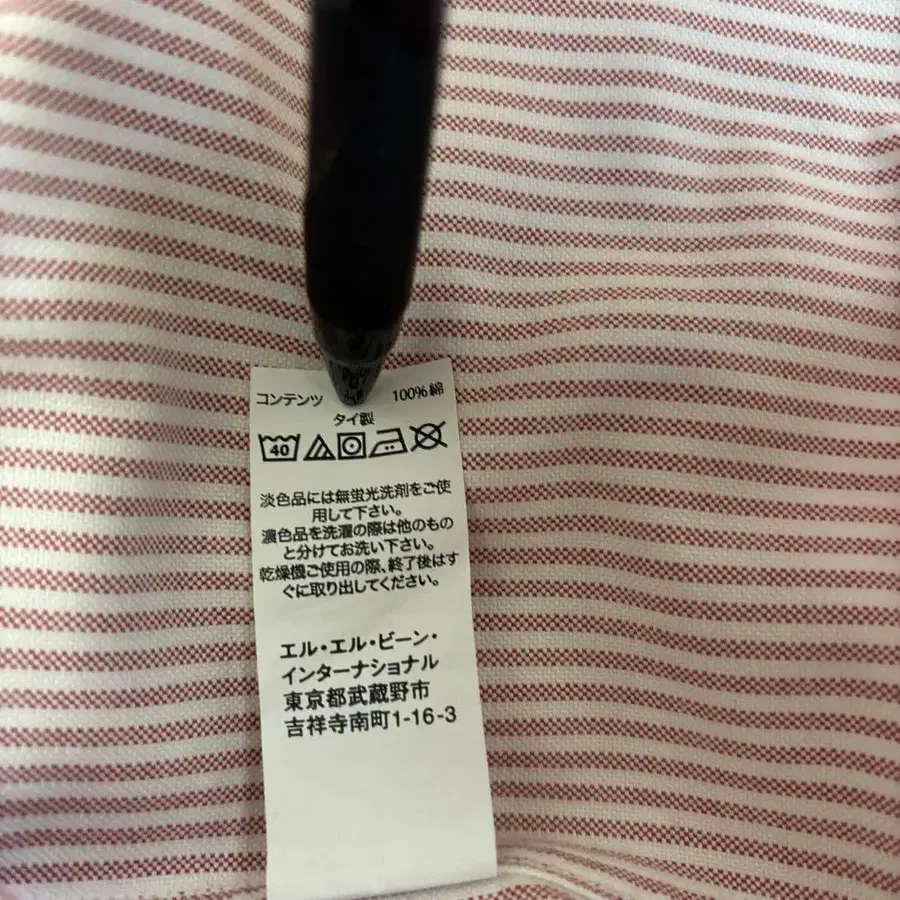 コンテンツ 100%綿
タイ製
40
淡色品には無蛍光洗剤をご使
用して下さい。
濃色品を洗濯の際は他のもの
と分けてお洗い下さい。
乾燥機ご使用の際、終了後はす
ぐに取り出してください。
エル・エル・ビーン・
インターナショナル
東京都武蔵野市
吉祥寺南町1-16-3